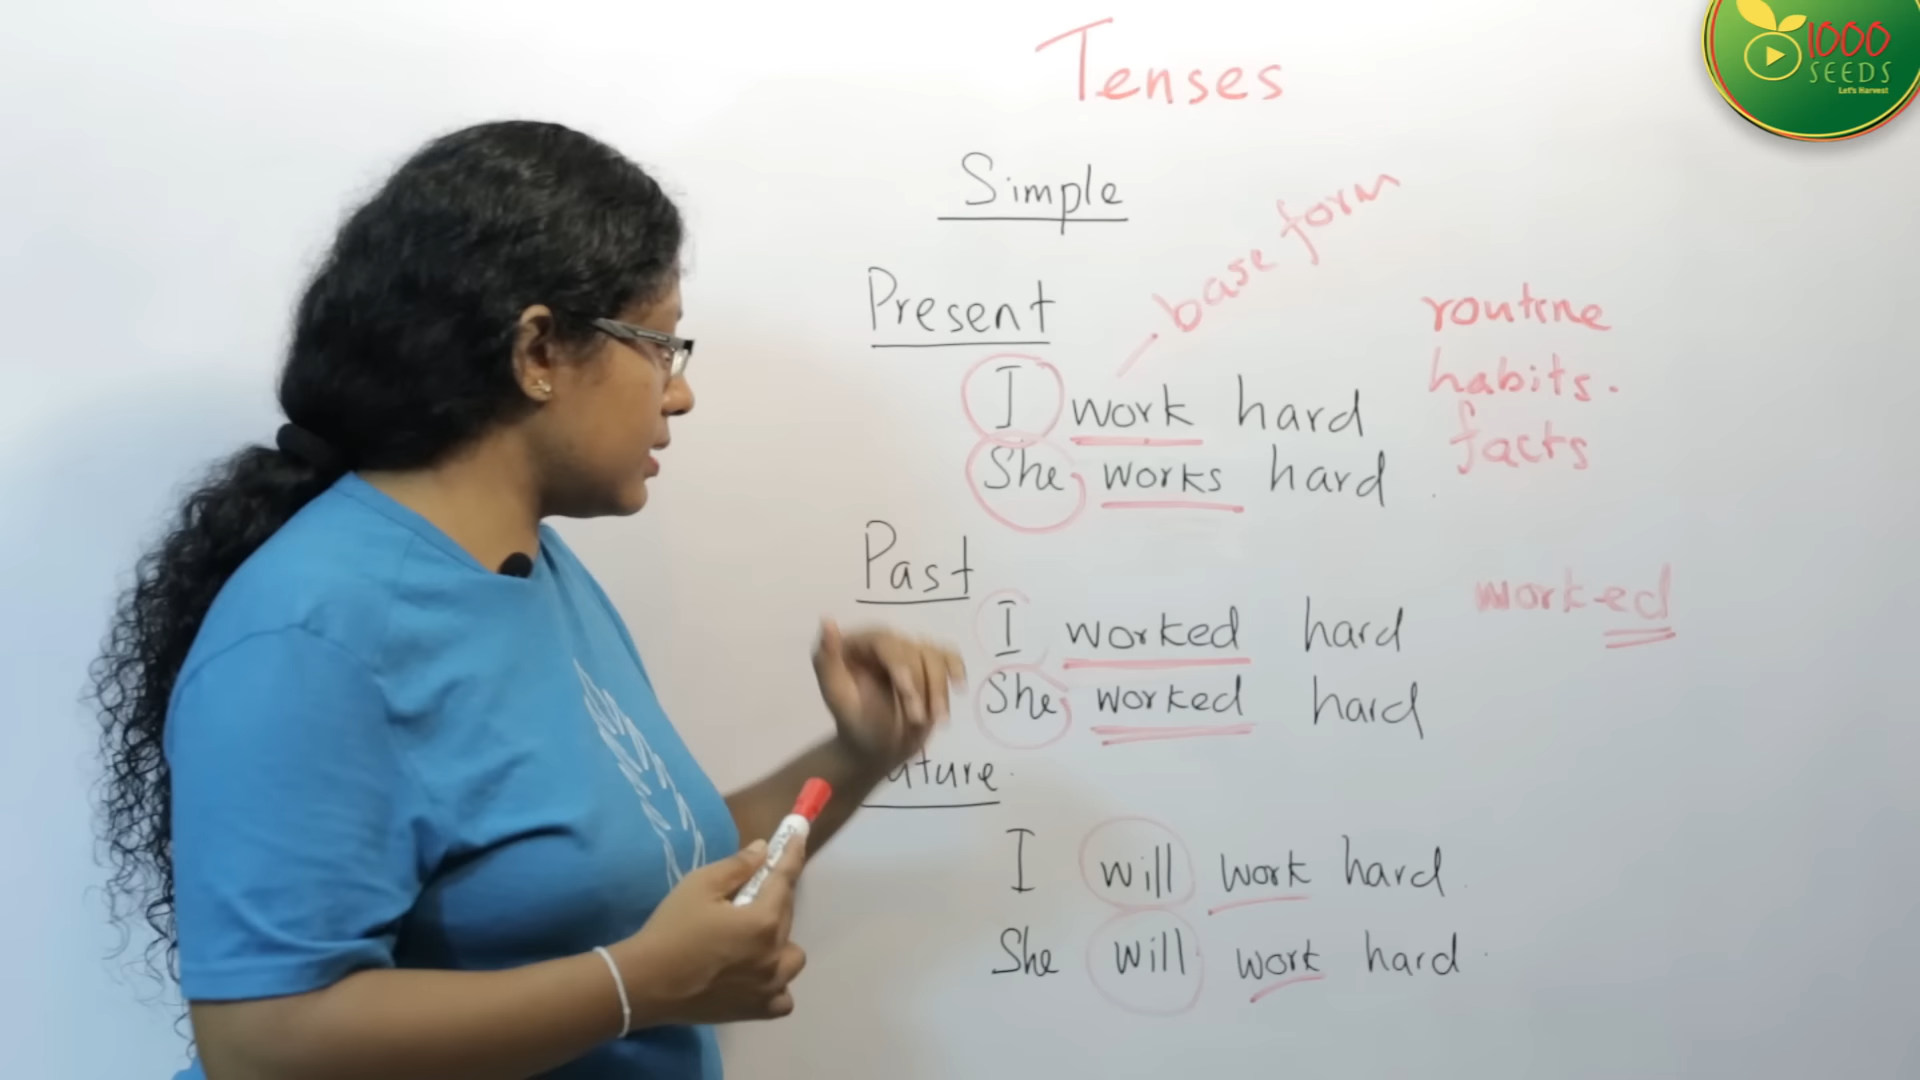 1000
SEEDS
Let's Harvest
Tenses
Simple
base form
Present
routine
habits.
facts
I work hard
She works hard.
Past
worked
I worked hard
She worked hard
uture.
I will work hard.
She will work hard.